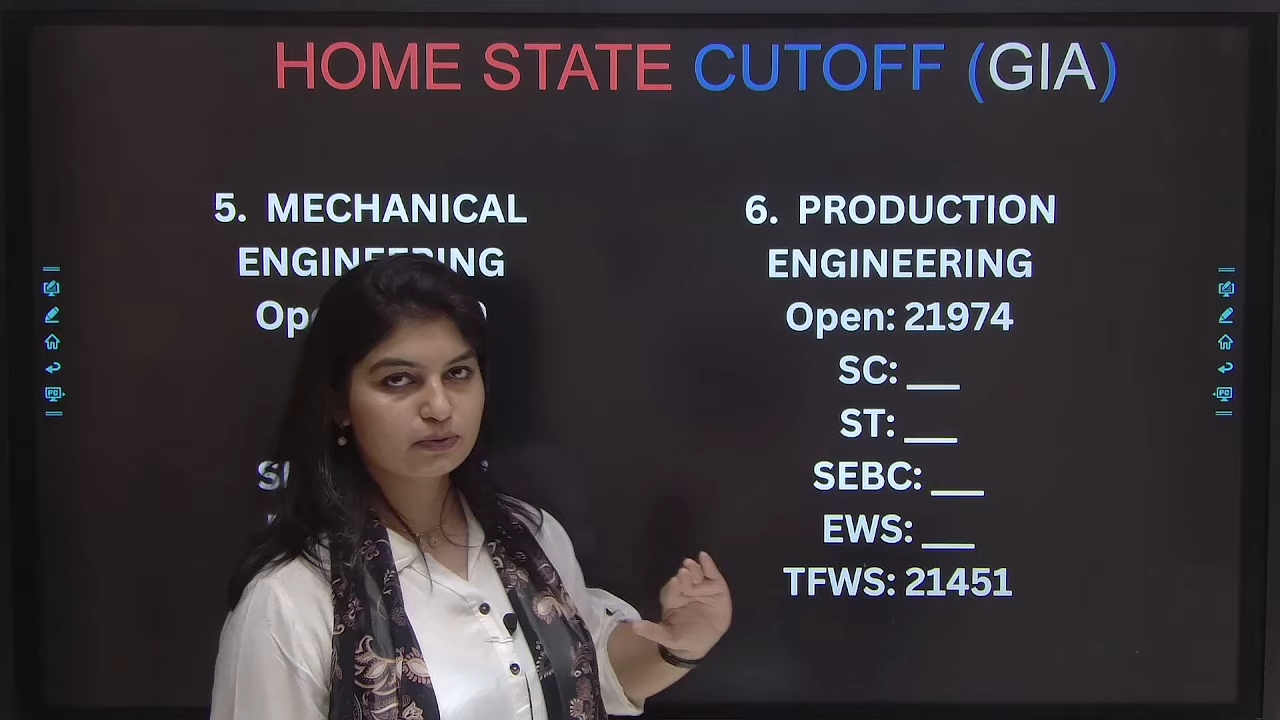 HOME STATE CUTOFF (GIA)
5. MECHANICAL
ENGINEERING
6. PRODUCTION
ENGINEERING
Open: 21974
SC: ___
ST: ___
SEBC: ___
EWS: ___
TFWS: 21451